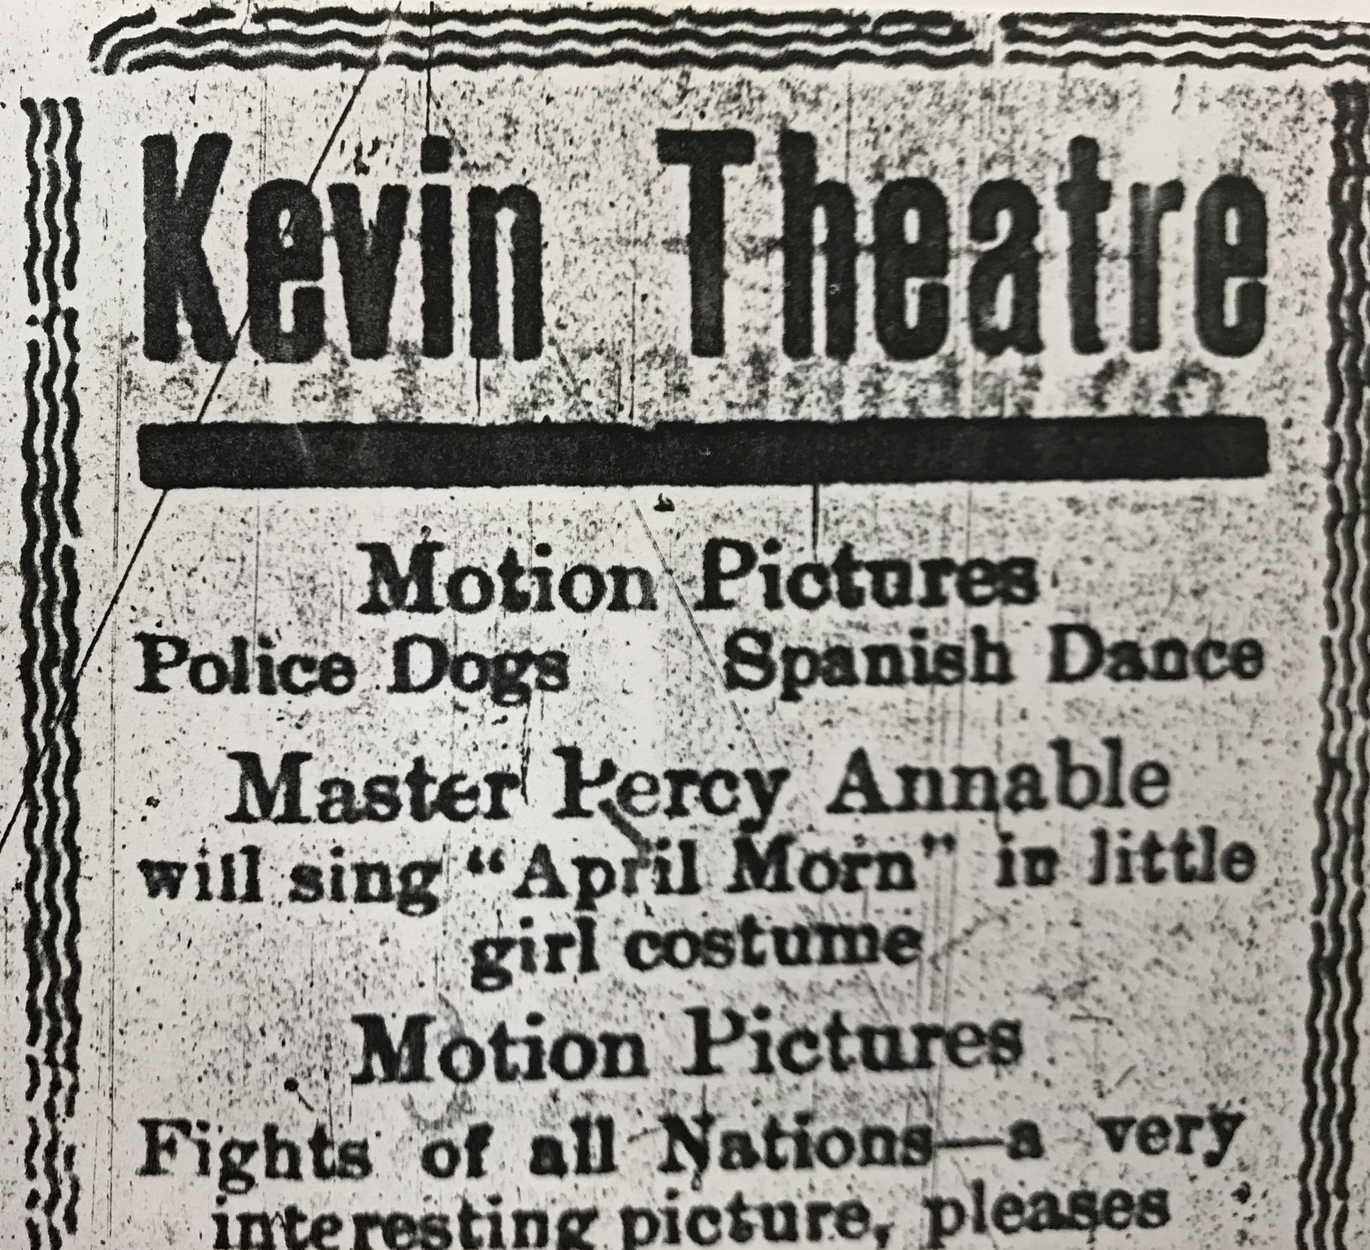 Kevin Theatre
Motion Pictures
Police Dogs Spanish Dance
Master Percy Annable
will sing "April Morn" in little
girl costume
Motion Pictures
Fights of all Nations—a very
interesting picture, pleases